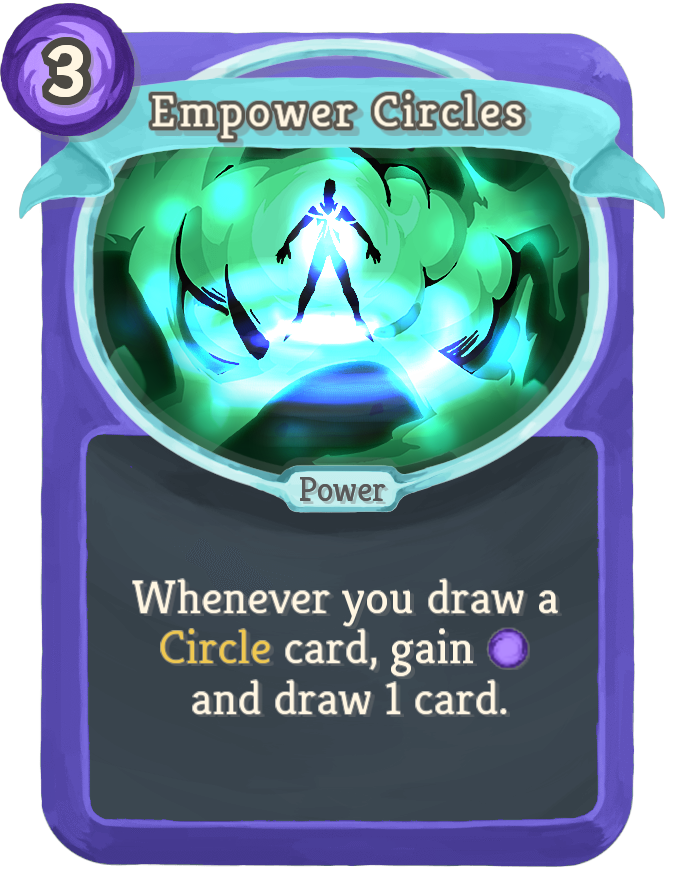 3
Empower Circles
Power
Whenever you draw a
Circle card, gain
and draw 1 card.